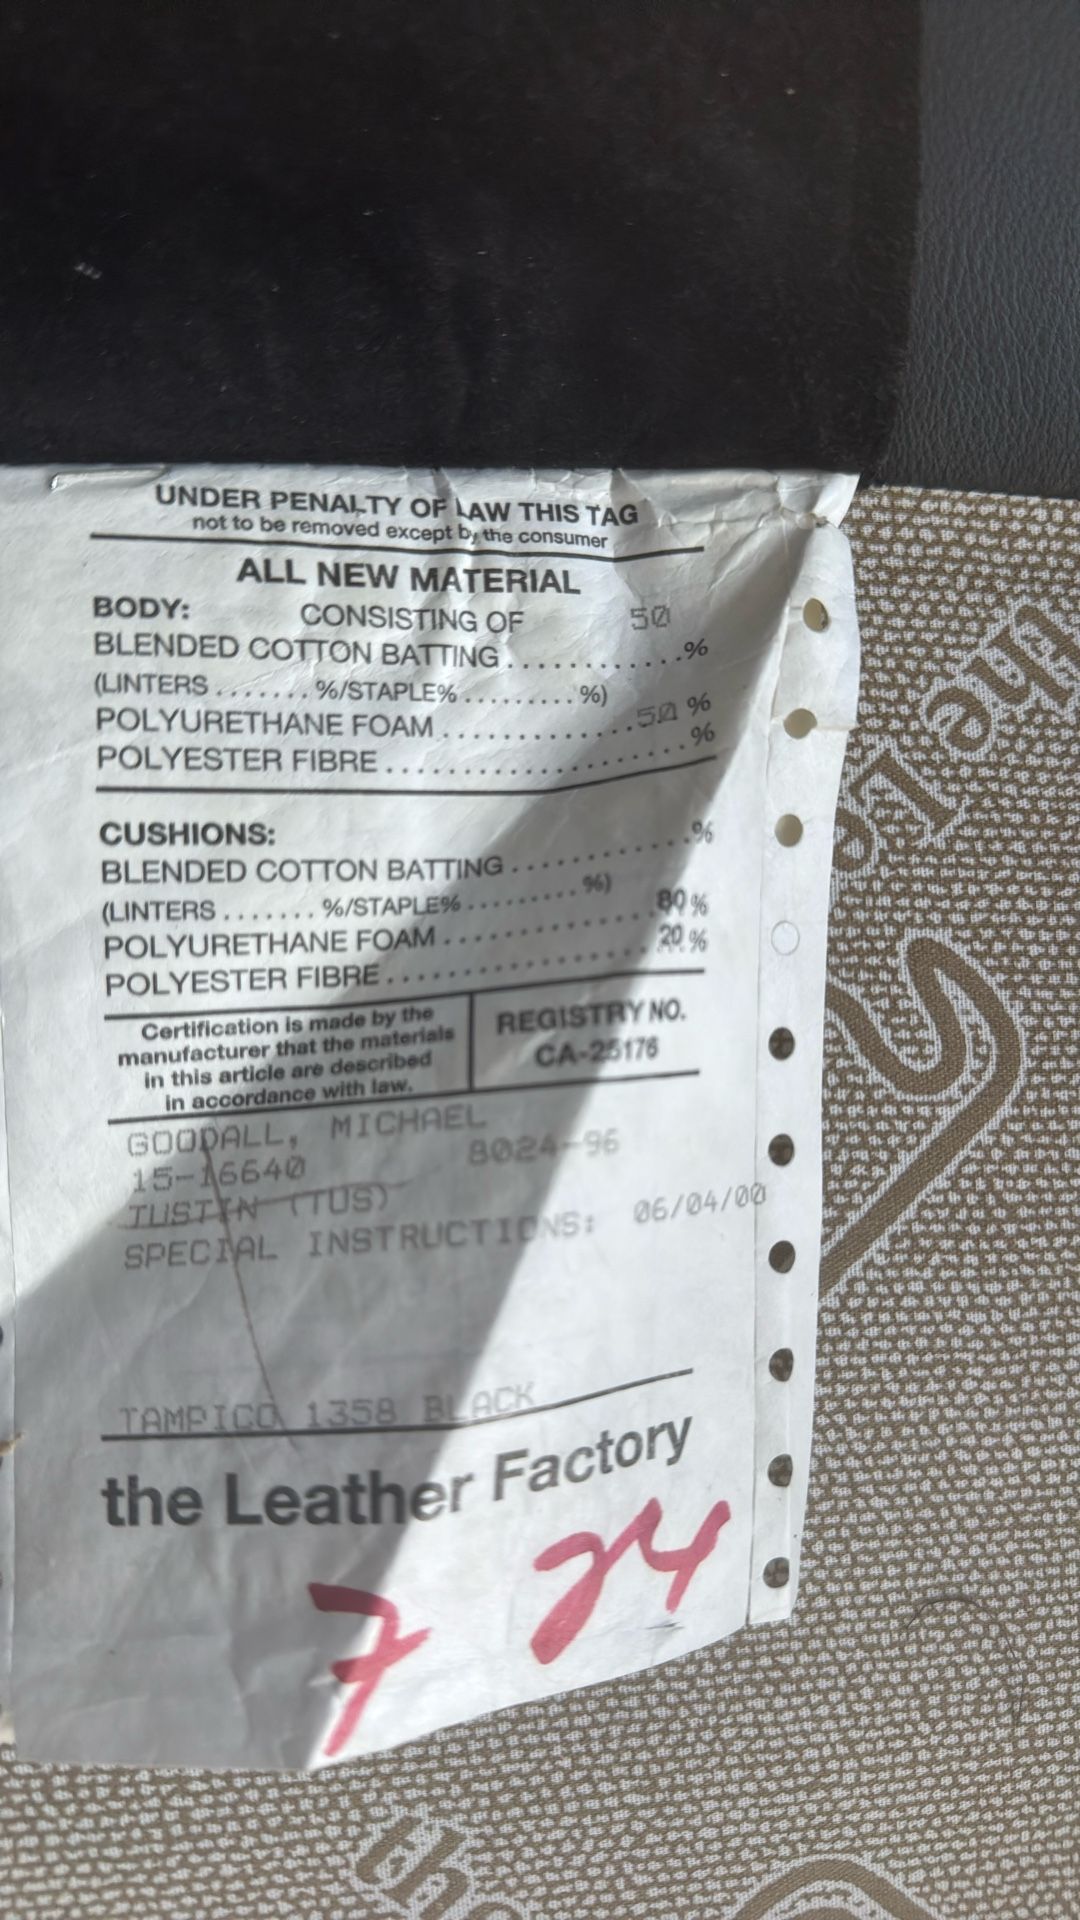 UNDER PENALTY OF LAW THIS TAG
not to be removed except by the consumer
ALL NEW MATERIAL
BODY: CONSISTING OF 50
BLENDED COTTON BATTING............%
(LINTERS.......%/STAPLE%.........%)
POLYURETHANE FOAM............50 %
POLYESTER FIBRE..................%
CUSHIONS:
BLENDED COTTON BATTING............%
(LINTERS.......%/STAPLE%.........%)
POLYURETHANE FOAM............80%
POLYESTER FIBRE............20%
Certification is made by the
manufacturer that the materials
in this article are described
in accordance with law.
REGISTRY NO.
CA-25176
GOODALL, MICHAEL
15-16640 8024-96
TUSTIN (TUS)
SPECIAL INSTRUCTIONS: 06/04/00
TAMPICO 1358 BLACK
the Leather Factory
7 24
the Lea
th